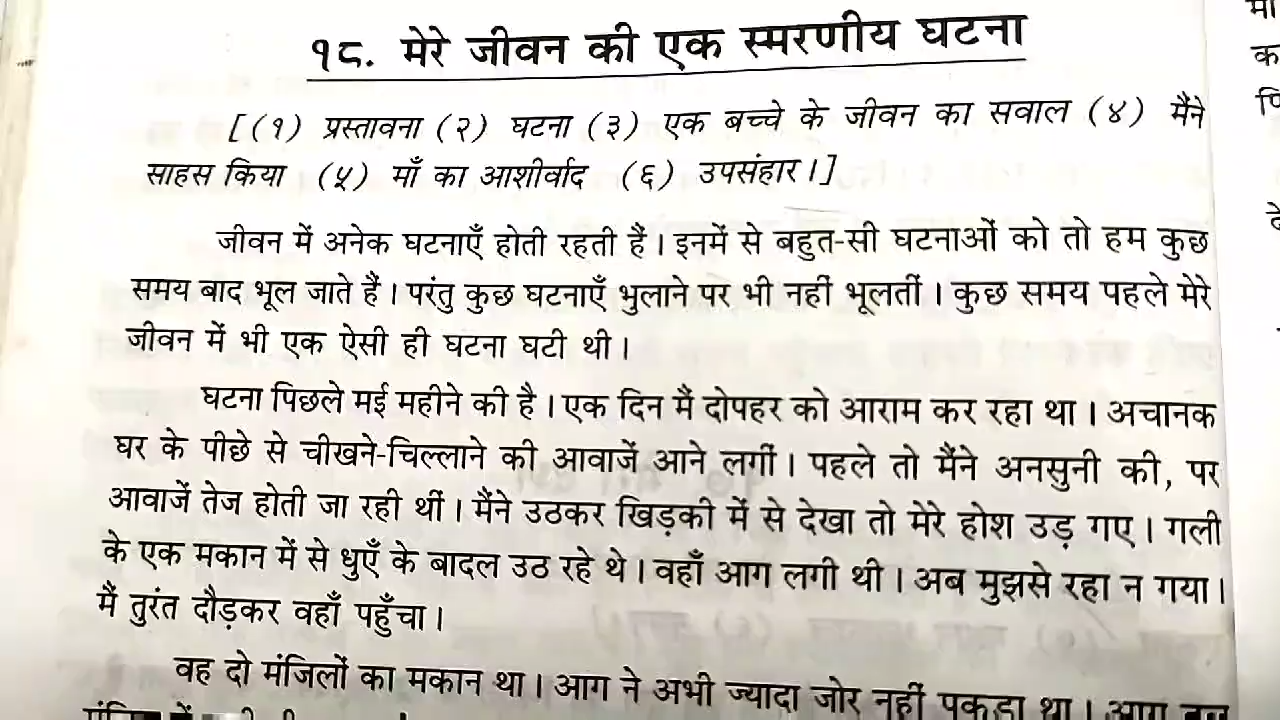 १८. मेरे जीवन की एक स्मरणीय घटना
[(१) प्रस्तावना (२) घटना (३) एक बच्चे के जीवन का सवाल (४) मैंने
साहस किया (५) माँ का आशीर्वाद (६) उपसंहार।]
जीवन में अनेक घटनाएँ होती रहती हैं। इनमें से बहुत-सी घटनाओं को तो हम कुछ
समय बाद भूल जाते हैं। परंतु कुछ घटनाएँ भुलाने पर भी नहीं भूलतीं। कुछ समय पहले मेरे
जीवन में भी एक ऐसी ही घटना घटी थी।
घटना पिछले मई महीने की है। एक दिन मैं दोपहर को आराम कर रहा था। अचानक
घर के पीछे से चीखने-चिल्लाने की आवाजें आने लगीं। पहले तो मैंने अनसुनी की, पर
आवाजें तेज होती जा रही थीं। मैंने उठकर खिड़की में से देखा तो मेरे होश उड़ गए। गली
के एक मकान में से धुएँ के बादल उठ रहे थे। वहाँ आग लगी थी। अब मुझसे रहा न गया।
मैं तुरंत दौड़कर वहाँ पहुँचा।
वह दो मंजिलों का मकान था। आग ने अभी ज्यादा जोर नहीं पकड़ा था। आग